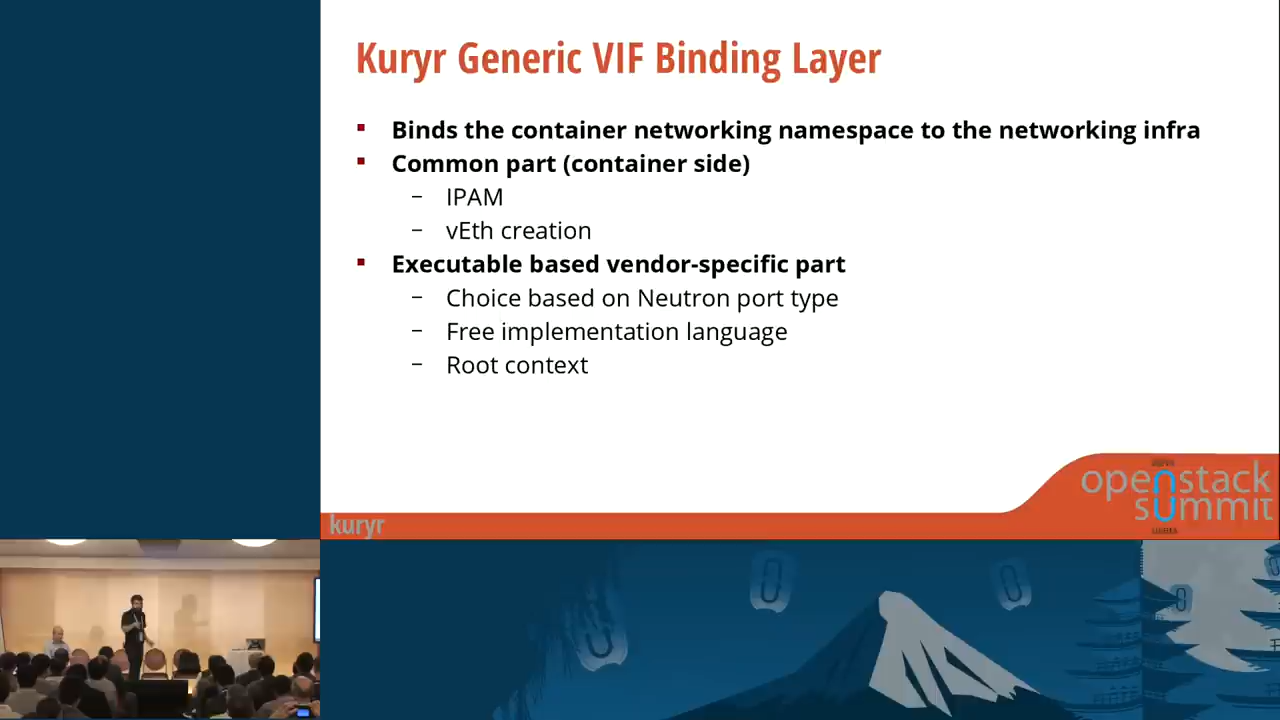 Kuryr Generic VIF Binding Layer
Binds the container networking namespace to the networking infra
Common part (container side)
– IPAM
– vEth creation
Executable based vendor-specific part
– Choice based on Neutron port type
– Free implementation language
– Root context
openstack
summit
kuryr